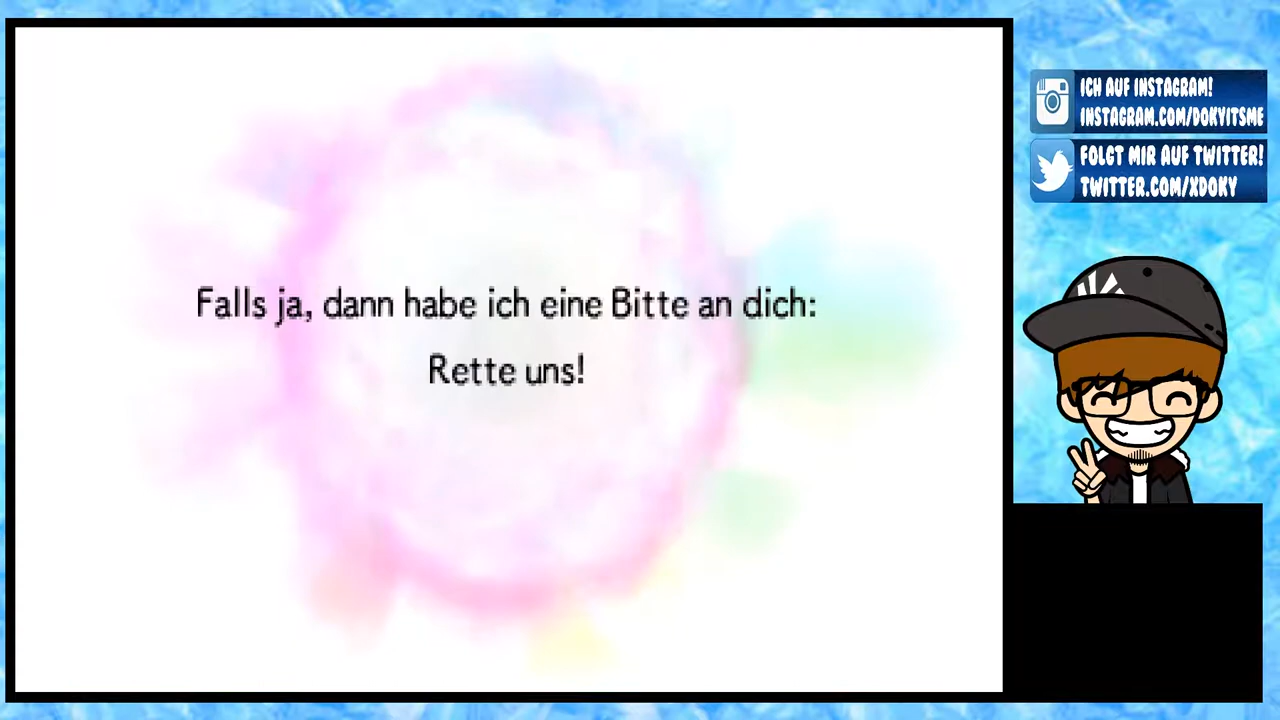 Falls ja, dann habe ich eine Bitte an dich:
Rette uns!
ICH AUF INSTAGRAM!
INSTAGRAM.COM/DOKYITSME
FOLGT MIR AUF TWITTER!
TWITTER.COM/XDOKY